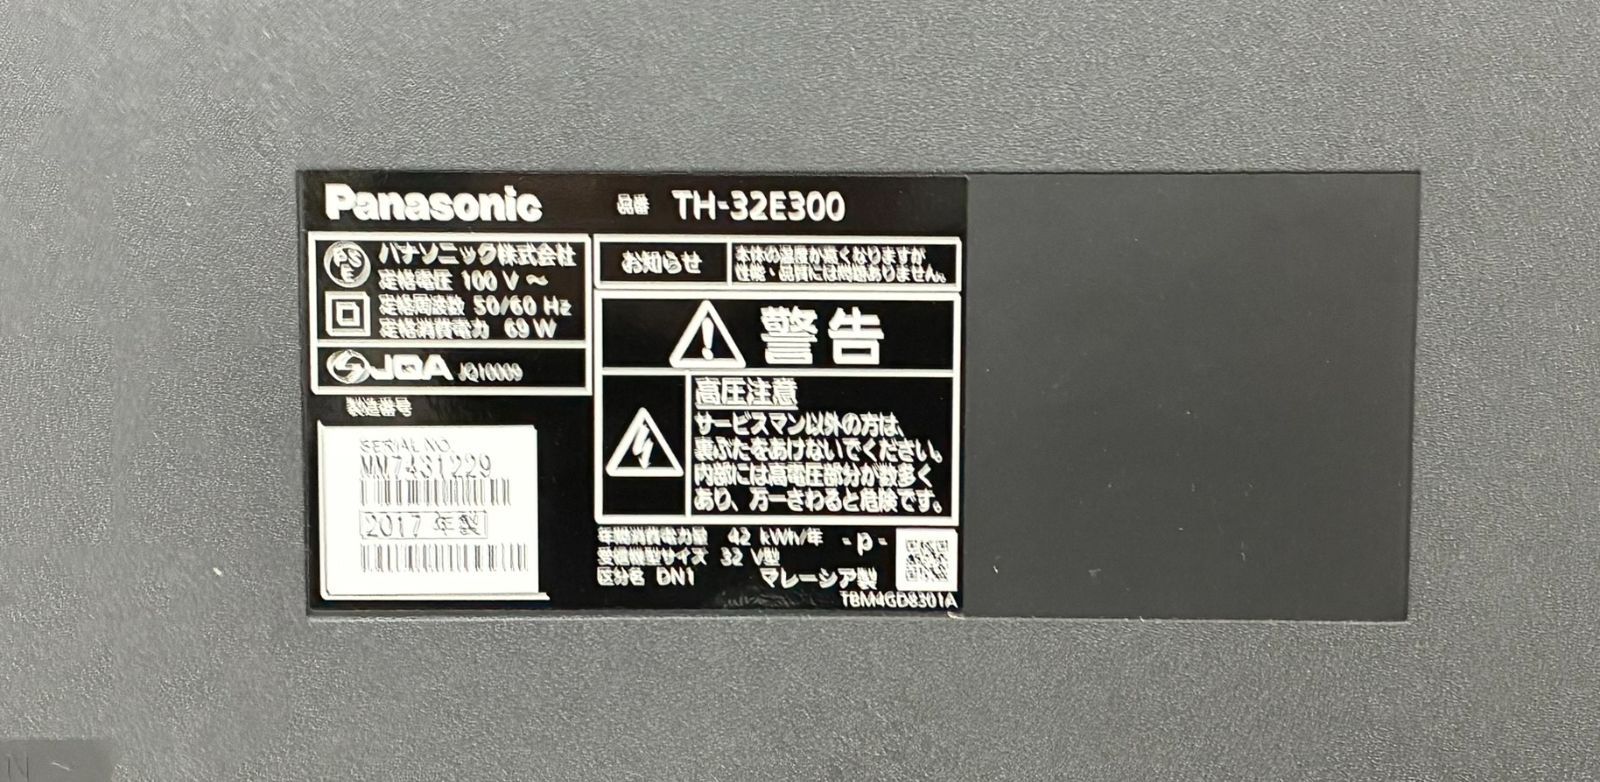 Panasonic 品番 TH-32E300
PSE パナソニック株式会社
定格電圧 100 V ~
定格周波数 50/60 Hz
定格消費電力 69 W
JQA JQ10009
製造番号
SERIAL NO.
MM7431229
2017 年製
お知らせ
本体の温度が高くなりますが
性能・品質には問題ありません。
警告
高圧注意
サービスマン以外の方は、
裏ぶたをあけないでください。
内部には高電圧部分が数多く
あり、万一さわると危険です。
年間消費電力量 42 kWh/年 -P-
受信機型サイズ 32 V型
区分名 DN1 マレーシア製
TBM4GD8301A